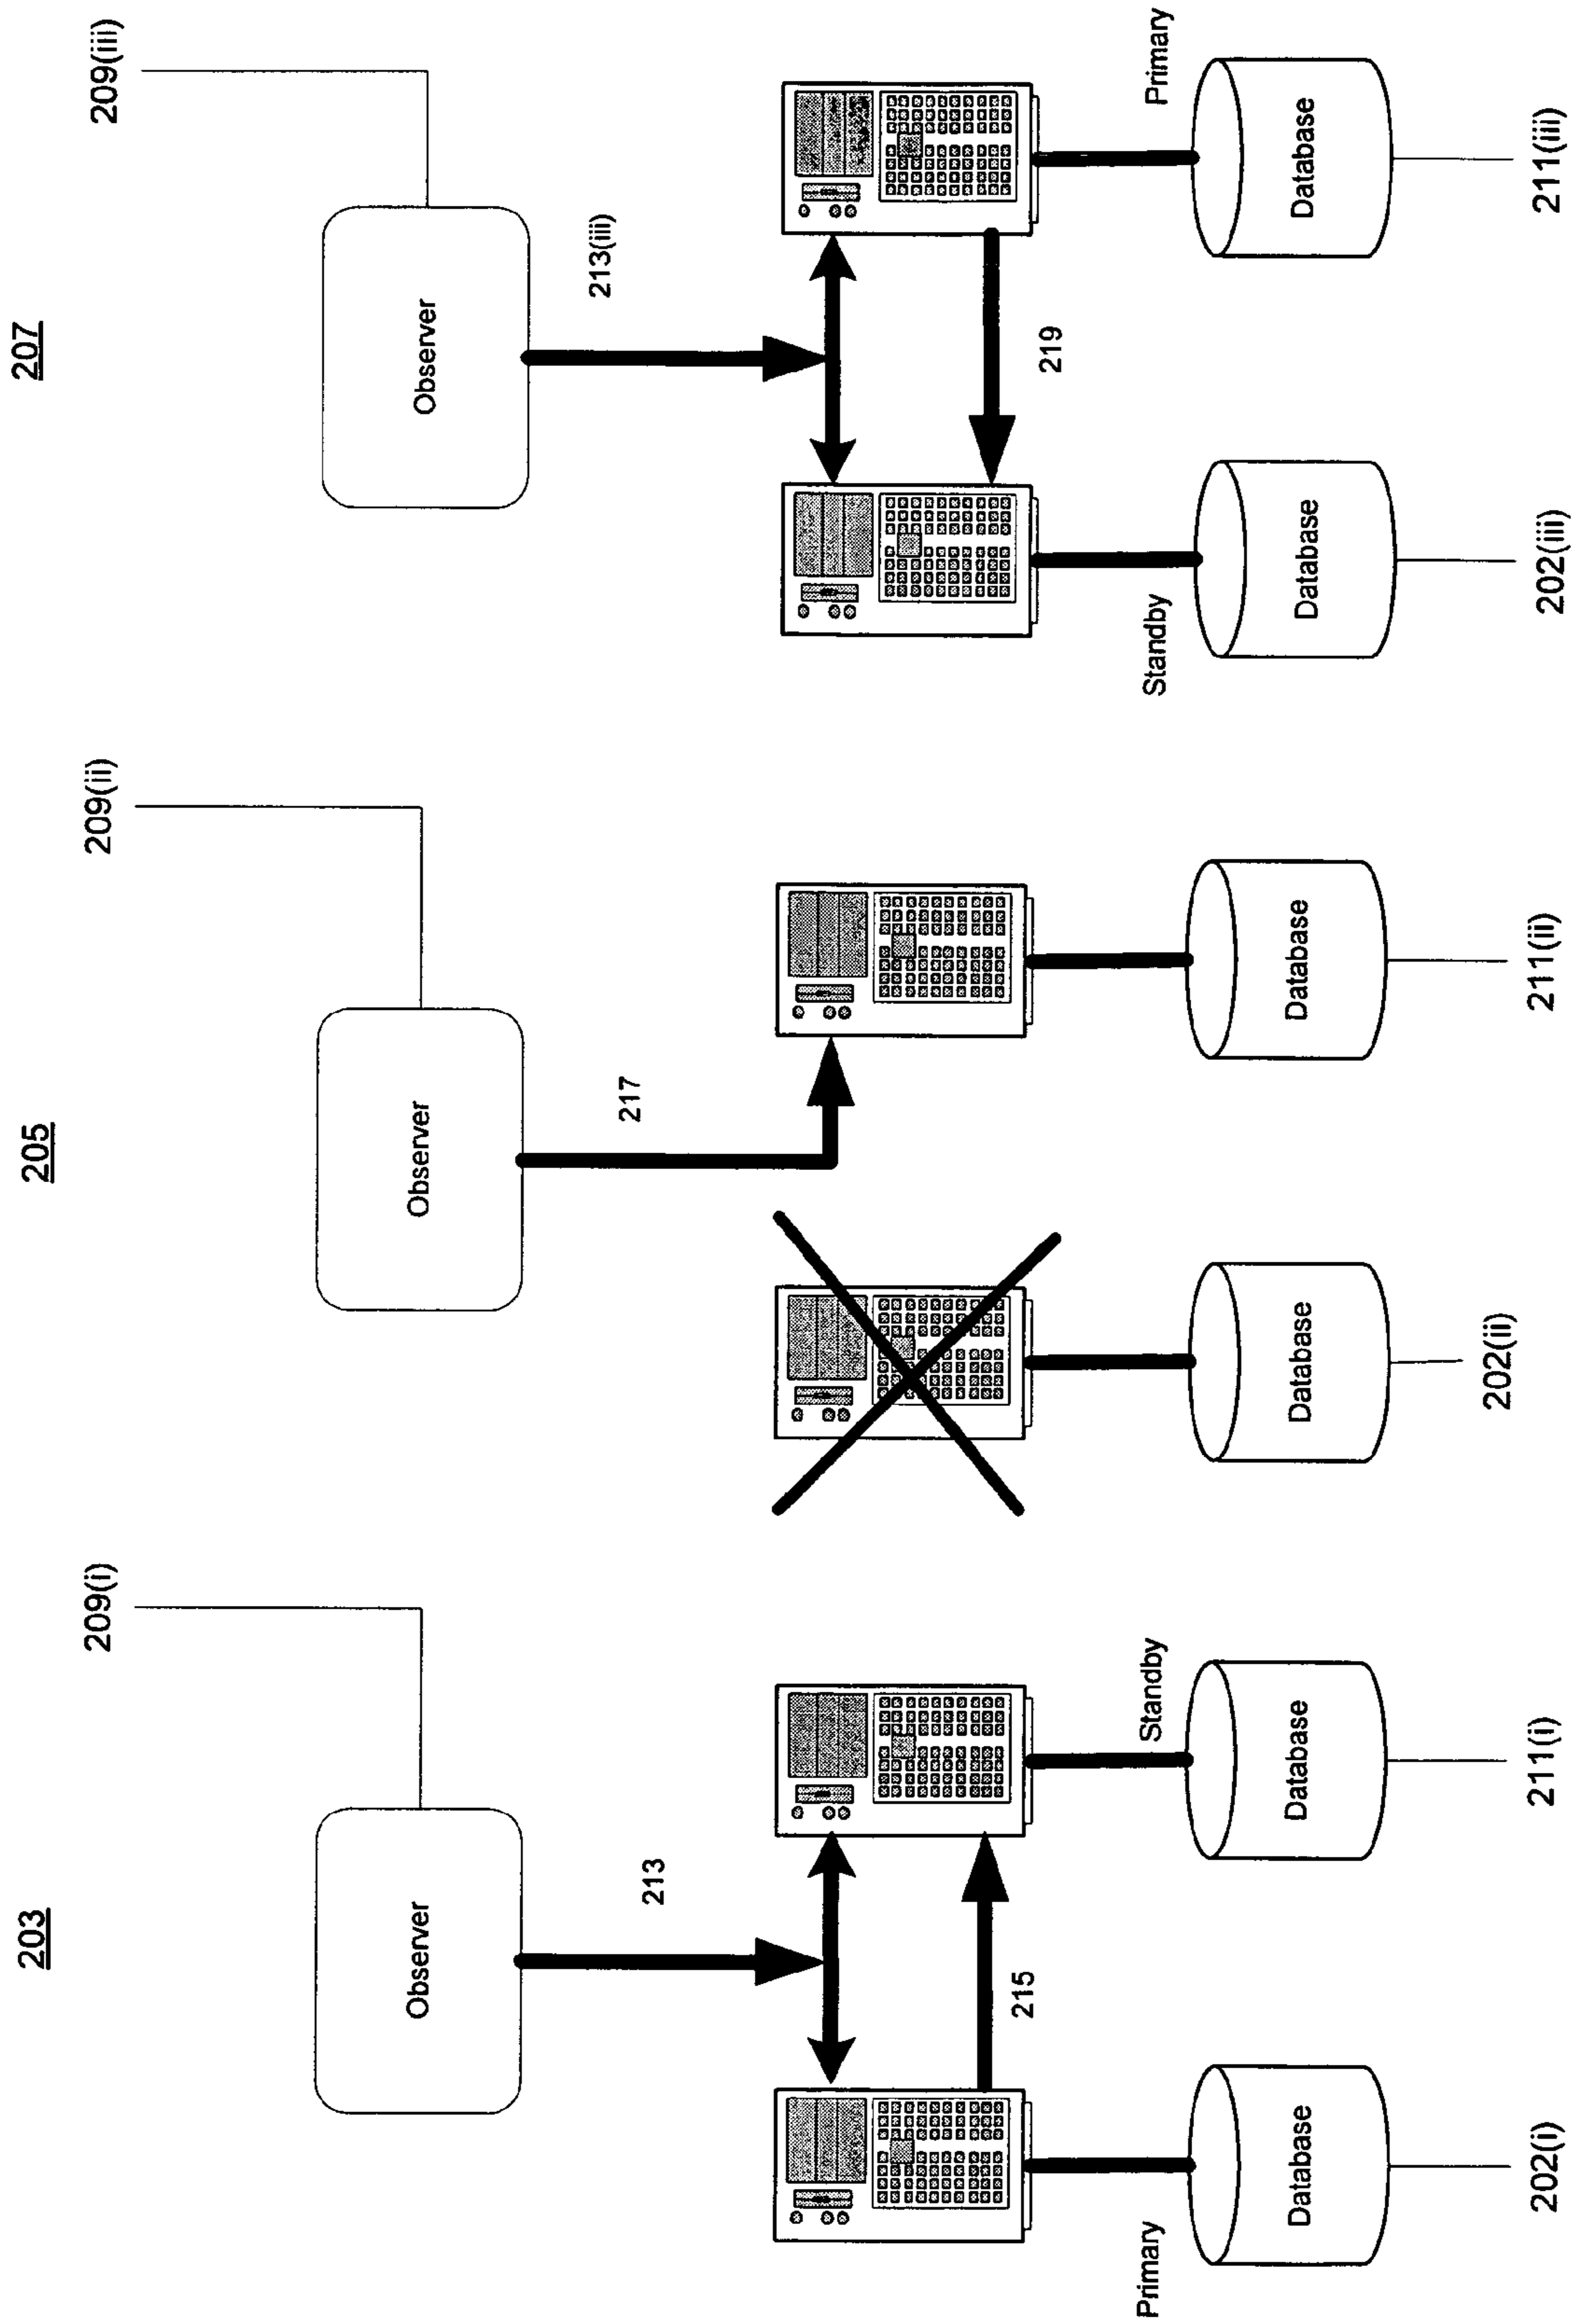 203
209(i)
Observer
213
215
Primary
Standby
Database
Database
202(i)
211(i)
205
209(ii)
Observer
217
Database
Database
202(ii)
211(ii)
207
209(iii)
Observer
213(iii)
219
Standby
Primary
Database
Database
202(iii)
211(iii)